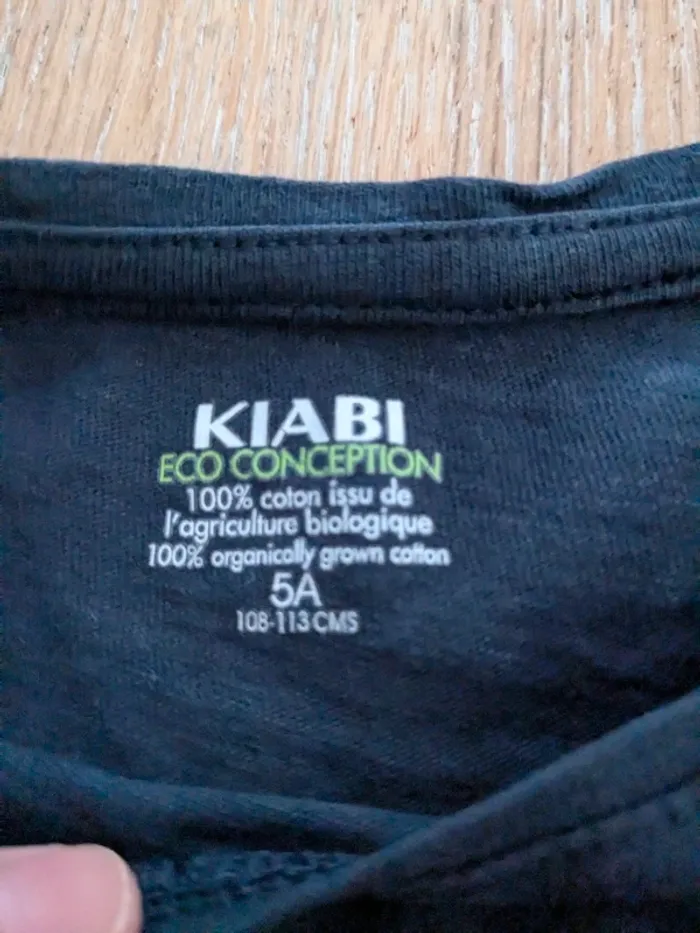 KIABI
ECO CONCEPTION
100% coton issu de
l'agriculture biologique
100% organically grown cotton
5A
108-113 CMS